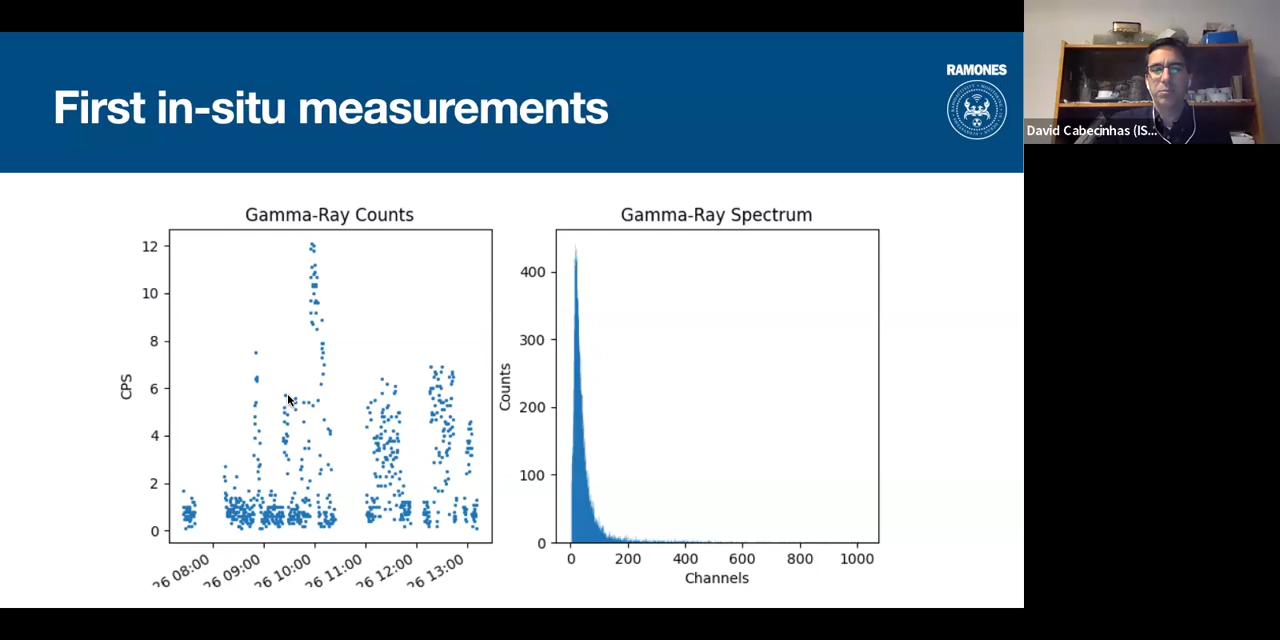 First in-situ measurements
RAMONES
David Cabecinhas (IS...
Gamma-Ray Counts
12
10
8
6
4
2
0
CPS
26 08:00
26 09:00
26 10:00
26 11:00
26 12:00
26 13:00
Gamma-Ray Spectrum
400
300
200
100
0
Counts
0 200 400 600 800 1000
Channels